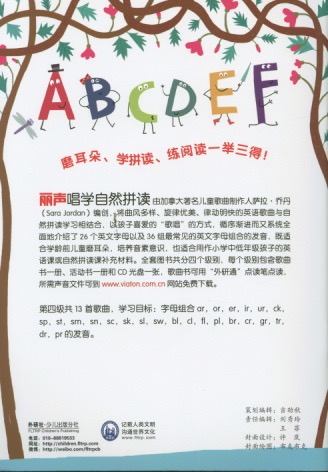 ABCDEF
磨耳朵、学拼读、练阅读一举三得！
丽声唱学自然拼读 由加拿大著名儿童歌曲制作人萨拉·乔丹
（Sara Jordan）编创，将曲风多样、旋律优美、律动明快的英语歌曲与自
然拼读学习相结合，以孩子喜爱的“歌唱”的方式，循序渐进而又系统全
面地介绍了 26 个英文字母以及 36 组最常见的英文字母组合的发音，既适
合学龄前儿童磨耳朵、培养音素意识，也适合用作小学中低年级孩子的英
语课或自然拼读课补充材料。全套图书共分四个级别，每个级别包含歌曲
书一册、活动书一册和 CD 光盘一张，歌曲书可用“外研通”点读笔点读，
所需声音文件可到 www.viaton.com.cn 网站免费下载。
第四级共 13 首歌曲，学习目标：字母组合 ar, or, er, ir, ur, ck,
sp, st, sm, sn, sc, sk, sl, sw, bl, cl, fl, pl, br, cr, gr, tr,
dr, pr 的发音。
策划编辑：
责任编辑：
王
封面设计：许岚
封面绘图：
外研社·少儿出版分社
FLTRP Children's Publishing
记载人类文明
沟通世界文化
www.fltrp.com
电话：010-88819533
网址：http://children.fltrp.com
微博：http://e.weibo.com/fltrpcb